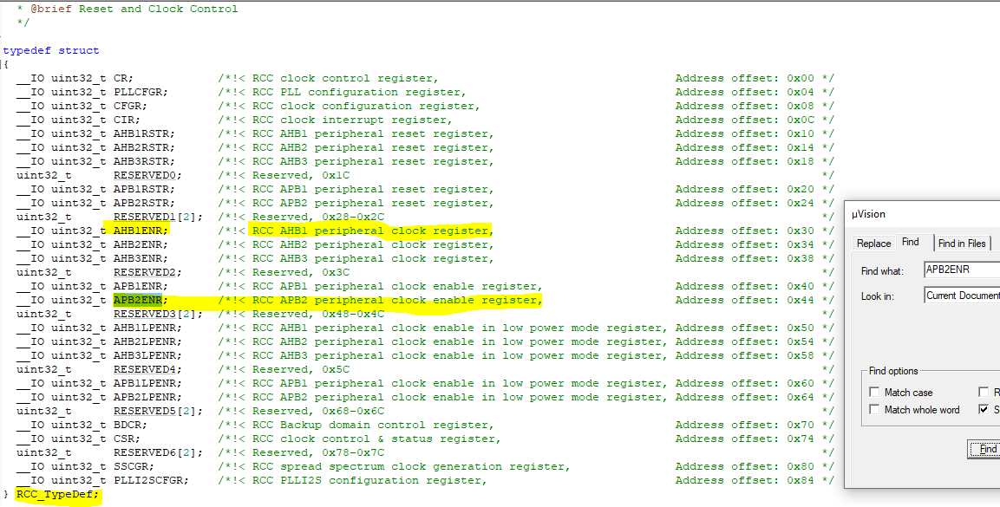 * @brief Reset and Clock Control
*/
typedef struct
{
__IO uint32_t CR; /*!< RCC clock control register, Address offset: 0x00 */
__IO uint32_t PLLCFGR; /*!< RCC PLL configuration register, Address offset: 0x04 */
__IO uint32_t CFGR; /*!< RCC clock configuration register, Address offset: 0x08 */
__IO uint32_t CIR; /*!< RCC clock interrupt register, Address offset: 0x0C */
__IO uint32_t AHB1RSTR; /*!< RCC AHB1 peripheral reset register, Address offset: 0x10 */
__IO uint32_t AHB2RSTR; /*!< RCC AHB2 peripheral reset register, Address offset: 0x14 */
__IO uint32_t AHB3RSTR; /*!< RCC AHB3 peripheral reset register, Address offset: 0x18 */
uint32_t RESERVED0; /*!< Reserved, 0x1C */
__IO uint32_t APB1RSTR; /*!< RCC APB1 peripheral reset register, Address offset: 0x20 */
__IO uint32_t APB2RSTR; /*!< RCC APB2 peripheral reset register, Address offset: 0x24 */
uint32_t RESERVED1[2]; /*!< Reserved, 0x28-0x2C */
__IO uint32_t AHB1ENR; /*!< RCC AHB1 peripheral clock register, Address offset: 0x30 */
__IO uint32_t AHB2ENR; /*!< RCC AHB2 peripheral clock register, Address offset: 0x34 */
__IO uint32_t AHB3ENR; /*!< RCC AHB3 peripheral clock register, Address offset: 0x38 */
uint32_t RESERVED2; /*!< Reserved, 0x3C */
__IO uint32_t APB1ENR; /*!< RCC APB1 peripheral clock enable register, Address offset: 0x40 */
__IO uint32_t APB2ENR; /*!< RCC APB2 peripheral clock enable register, Address offset: 0x44 */
uint32_t RESERVED3[2]; /*!< Reserved, 0x48-0x4C */
__IO uint32_t AHB1LPENR; /*!< RCC AHB1 peripheral clock enable in low power mode register, Address offset: 0x50 */
__IO uint32_t AHB2LPENR; /*!< RCC AHB2 peripheral clock enable in low power mode register, Address offset: 0x54 */
__IO uint32_t AHB3LPENR; /*!< RCC AHB3 peripheral clock enable in low power mode register, Address offset: 0x58 */
uint32_t RESERVED4; /*!< Reserved, 0x5C */
__IO uint32_t APB1LPENR; /*!< RCC APB1 peripheral clock enable in low power mode register, Address offset: 0x60 */
__IO uint32_t APB2LPENR; /*!< RCC APB2 peripheral clock enable in low power mode register, Address offset: 0x64 */
uint32_t RESERVED5[2]; /*!< Reserved, 0x68-0x6C */
__IO uint32_t BDCR; /*!< RCC Backup domain control register, Address offset: 0x70 */
__IO uint32_t CSR; /*!< RCC clock control & status register, Address offset: 0x74 */
uint32_t RESERVED6[2]; /*!< Reserved, 0x78-0x7C */
__IO uint32_t SSCGR; /*!< RCC spread spectrum clock generation register, Address offset: 0x80 */
__IO uint32_t PLLI2SCFGR; /*!< RCC PLLI2S configuration register, Address offset: 0x84 */
} RCC_TypeDef;
µVision
Replace Find Find in Files
Find what: APB2ENR
Look in: Current Document
Find options
Match case R
Match whole word S
Find